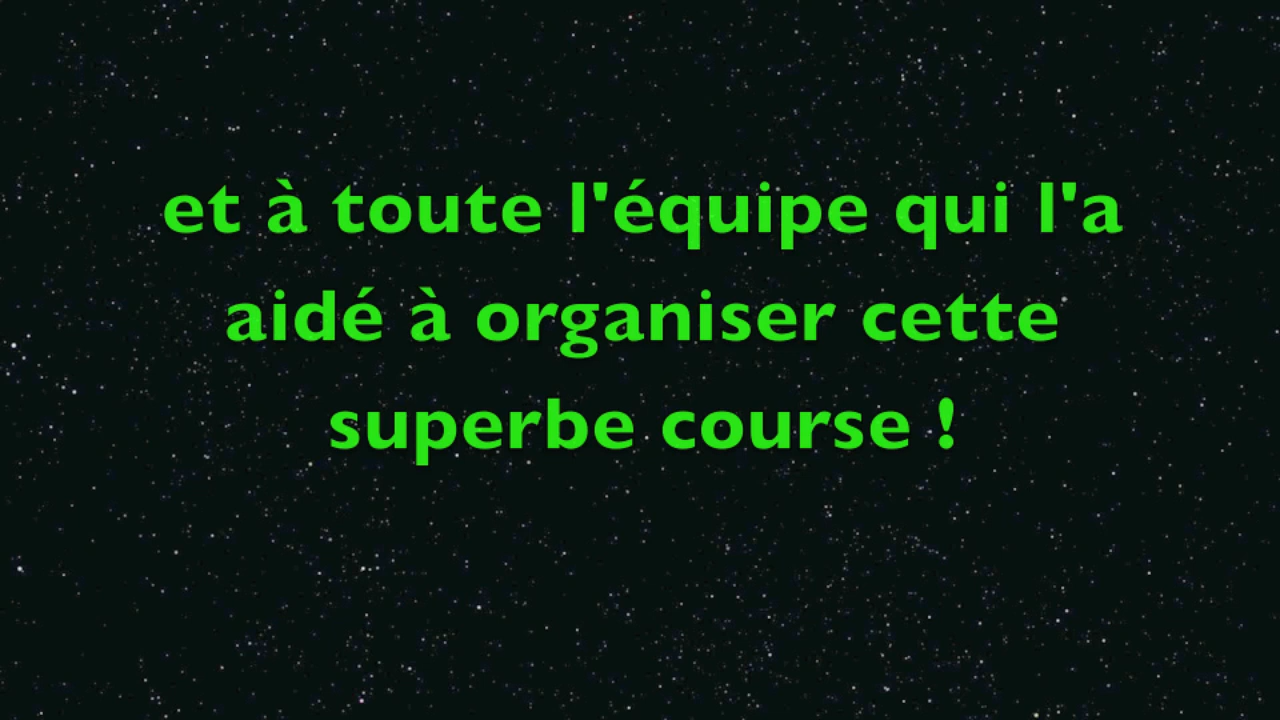 et à toute l'équipe qui l'a
aidé à organiser cette
superbe course !